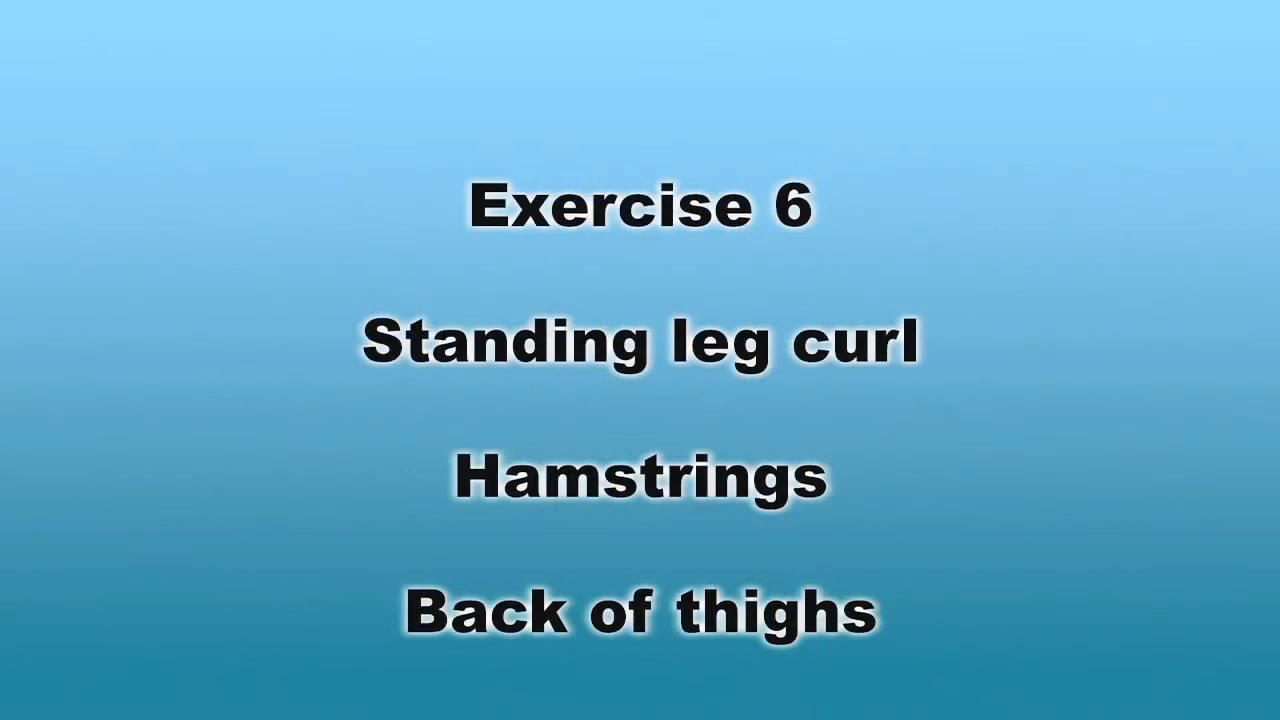 Exercise 6
Standing leg curl
Hamstrings
Back of thighs